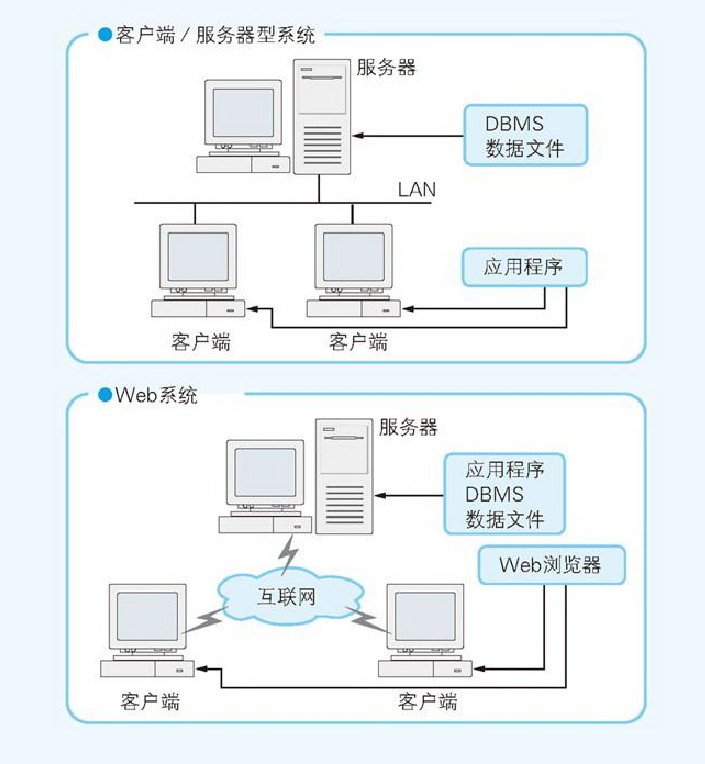 ●客户端/服务器型系统
服务器
DBMS
数据文件
LAN
应用程序
客户端
客户端
●Web系统
服务器
应用程序
DBMS
数据文件
Web浏览器
互联网
客户端
客户端